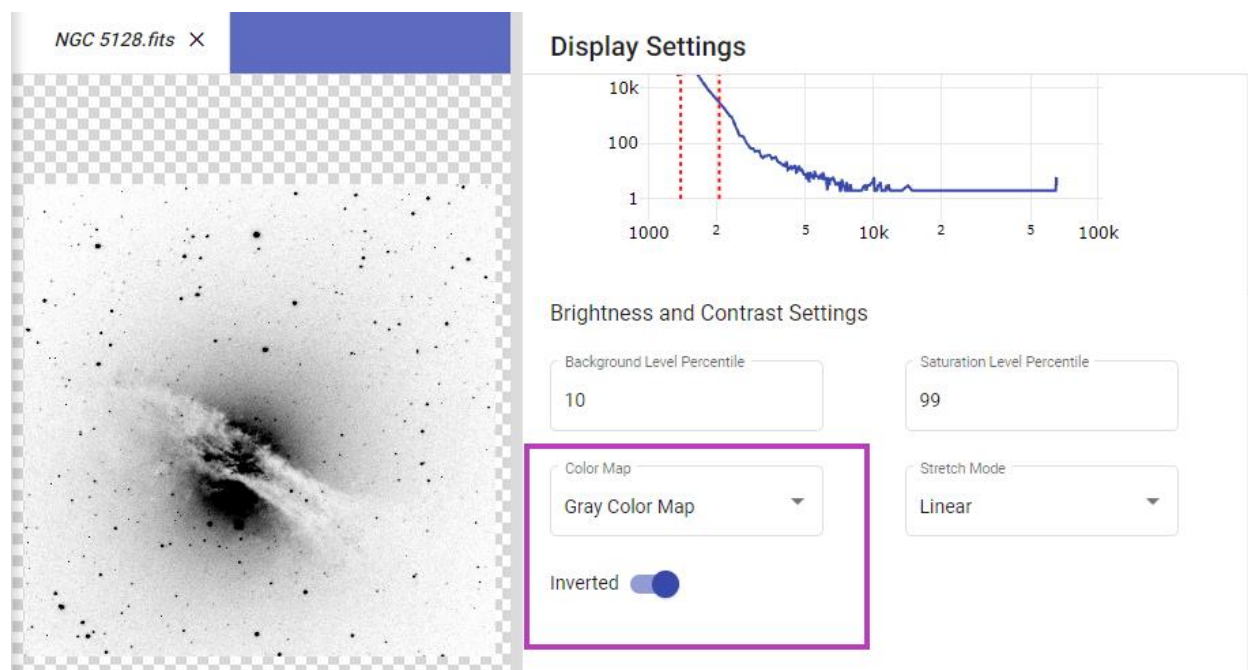 NGC 5128.fits ×
Display Settings
10k
100
1
1000 2 5 10k 2 5 100k
Brightness and Contrast Settings
Background Level Percentile Saturation Level Percentile
10 99
Color Map Stretch Mode
Gray Color Map Linear
Inverted